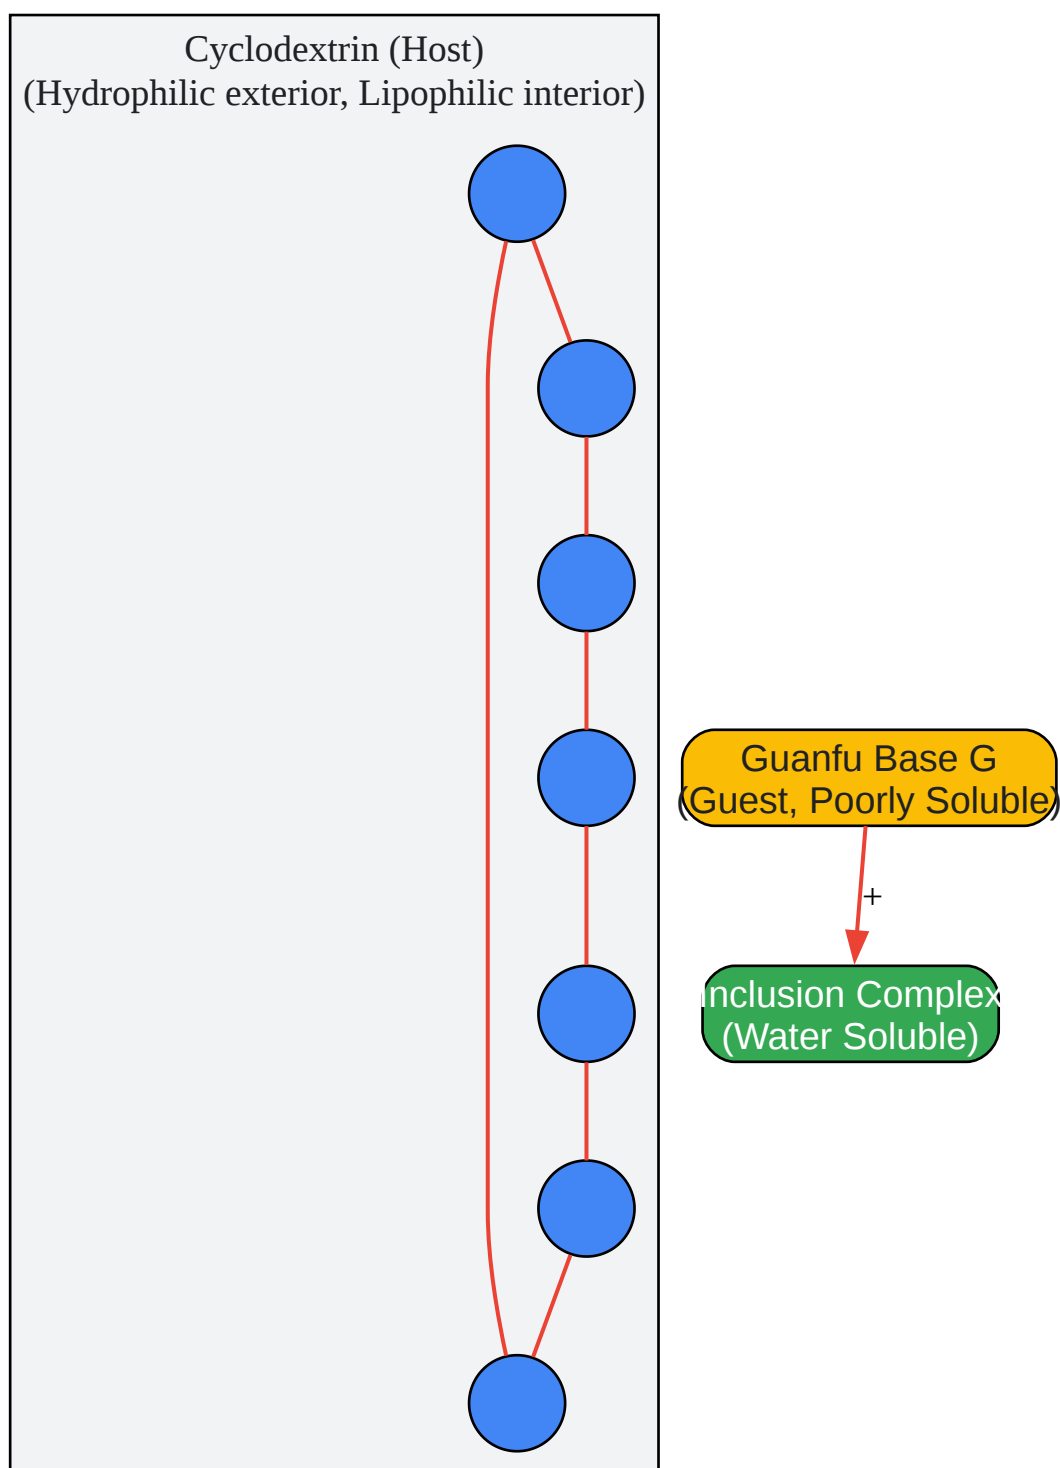 Cyclodextrin (Host)
(Hydrophilic exterior, Lipophilic interior)
Guanfu Base G
(Guest, Poorly Soluble)
+
Inclusion Complex
(Water Soluble)